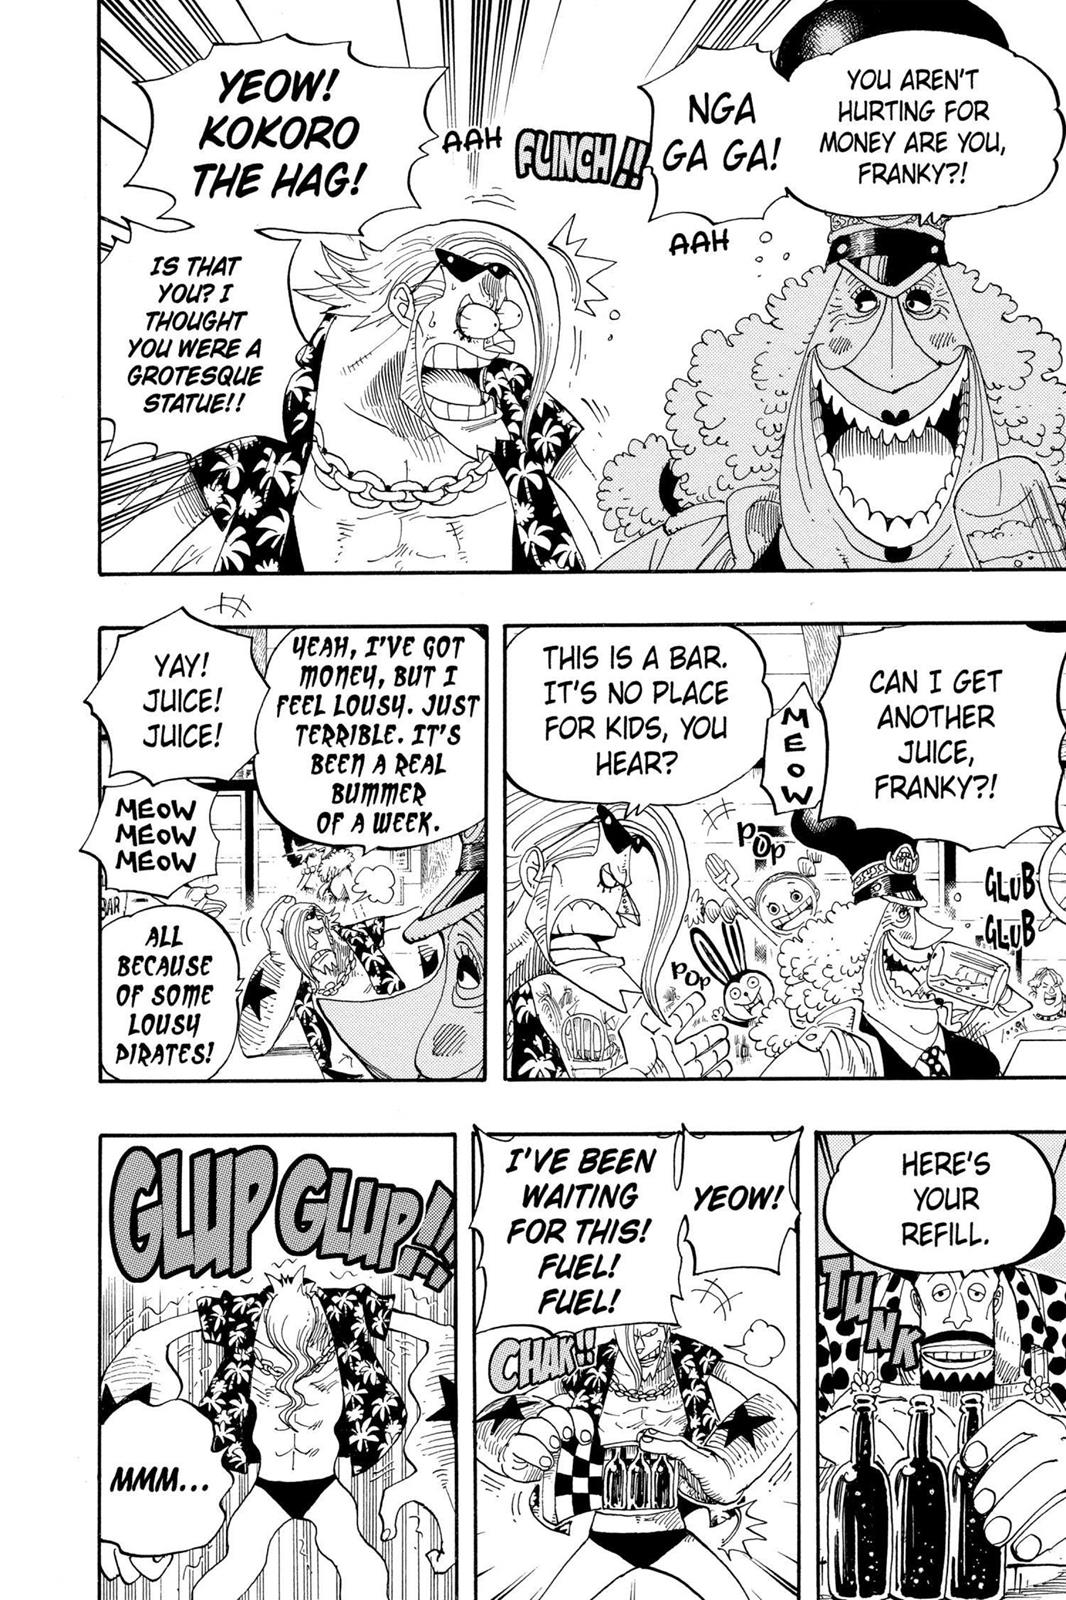 YOU AREN'T
HURTING FOR
MONEY ARE YOU,
FRANKY?!
NGA
GA GA!
AAH
FLINCH!!
AAH
YEOW!
KOKORO
THE HAG!
IS THAT
YOU? I
THOUGHT
YOU WERE A
GROTESQUE
STATUE!!
CAN I GET
ANOTHER
JUICE,
FRANKY?!
MEOW
THIS IS A BAR.
IT'S NO PLACE
FOR KIDS, YOU
HEAR?
POP
POP
GLUB
GLUB
YEAH, I'VE GOT
MONEY, BUT I
FEEL LOUSY. JUST
TERRIBLE. IT'S
BEEN A REAL
BUMMER
OF A WEEK.
YAY!
JUICE!
JUICE!
MEOW
MEOW
MEOW
BAR
ALL
BECAUSE
OF SOME
LOUSY
PIRATES!
HERE'S
YOUR
REFILL.
TUNK
YEOW!
I'VE BEEN
WAITING
FOR THIS!
FUEL!
FUEL!
CHAK!!
GLUP GLUP!!
MMM...